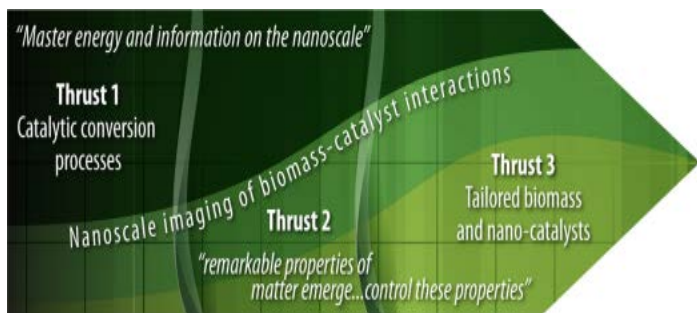 “Master energy and information on the nanoscale”
Thrust 1
Catalytic conversion
processes
Nanoscale imaging of biomass-catalyst interactions
Thrust 2
“remarkable properties of
matter emerge...control these properties”
Thrust 3
Tailored biomass
and nano-catalysts